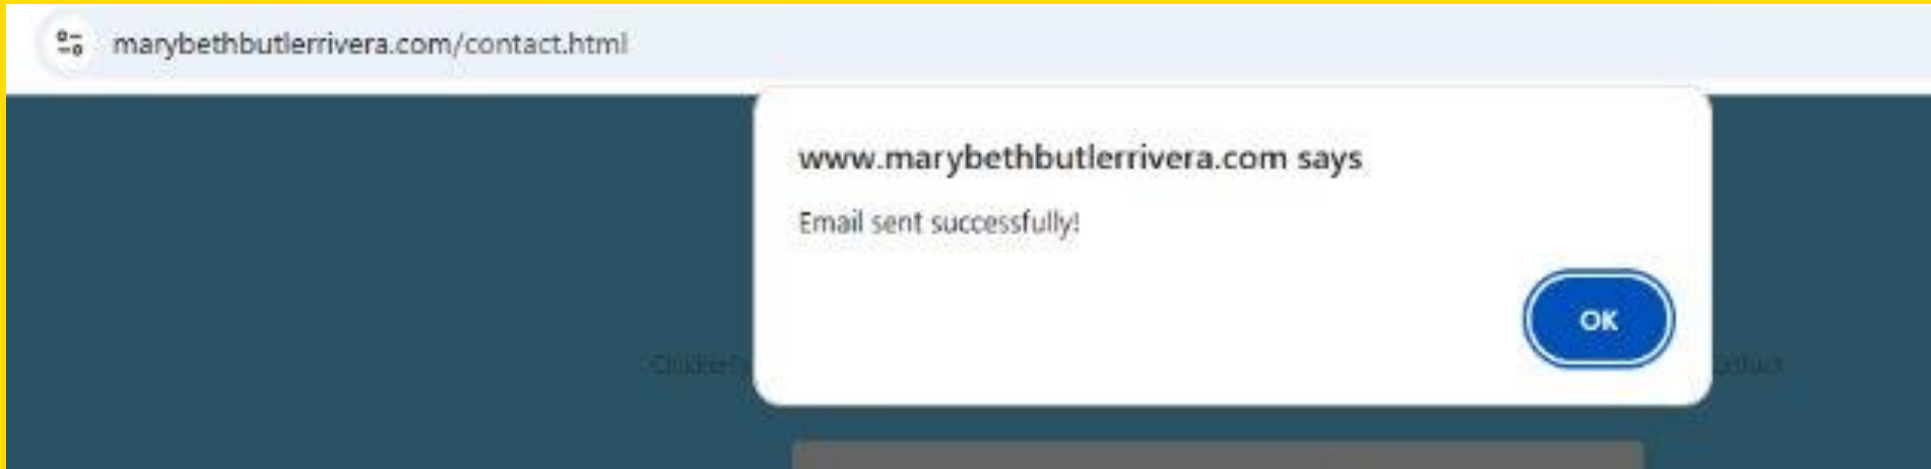 marybethbutlerrivera.com/contact.html
www.marybethbutlerrivera.com says
Email sent successfully!
OK